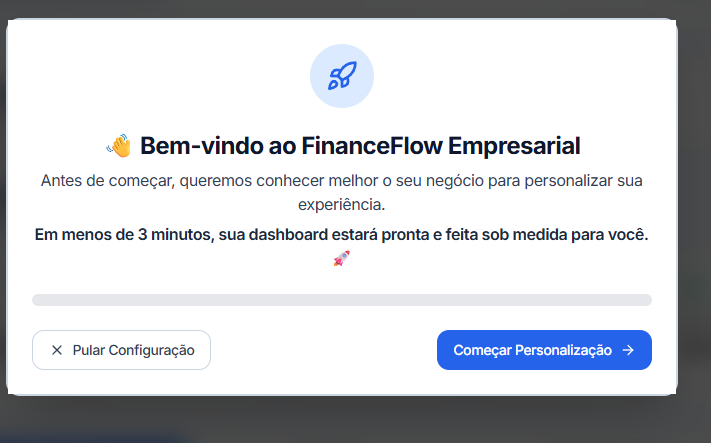 👋 Bem-vindo ao FinanceFlow Empresarial
Antes de começar, queremos conhecer melhor o seu negócio para personalizar sua
experiência.
Em menos de 3 minutos, sua dashboard estará pronta e feita sob medida para você.
🚀
Pular Configuração
Começar Personalização